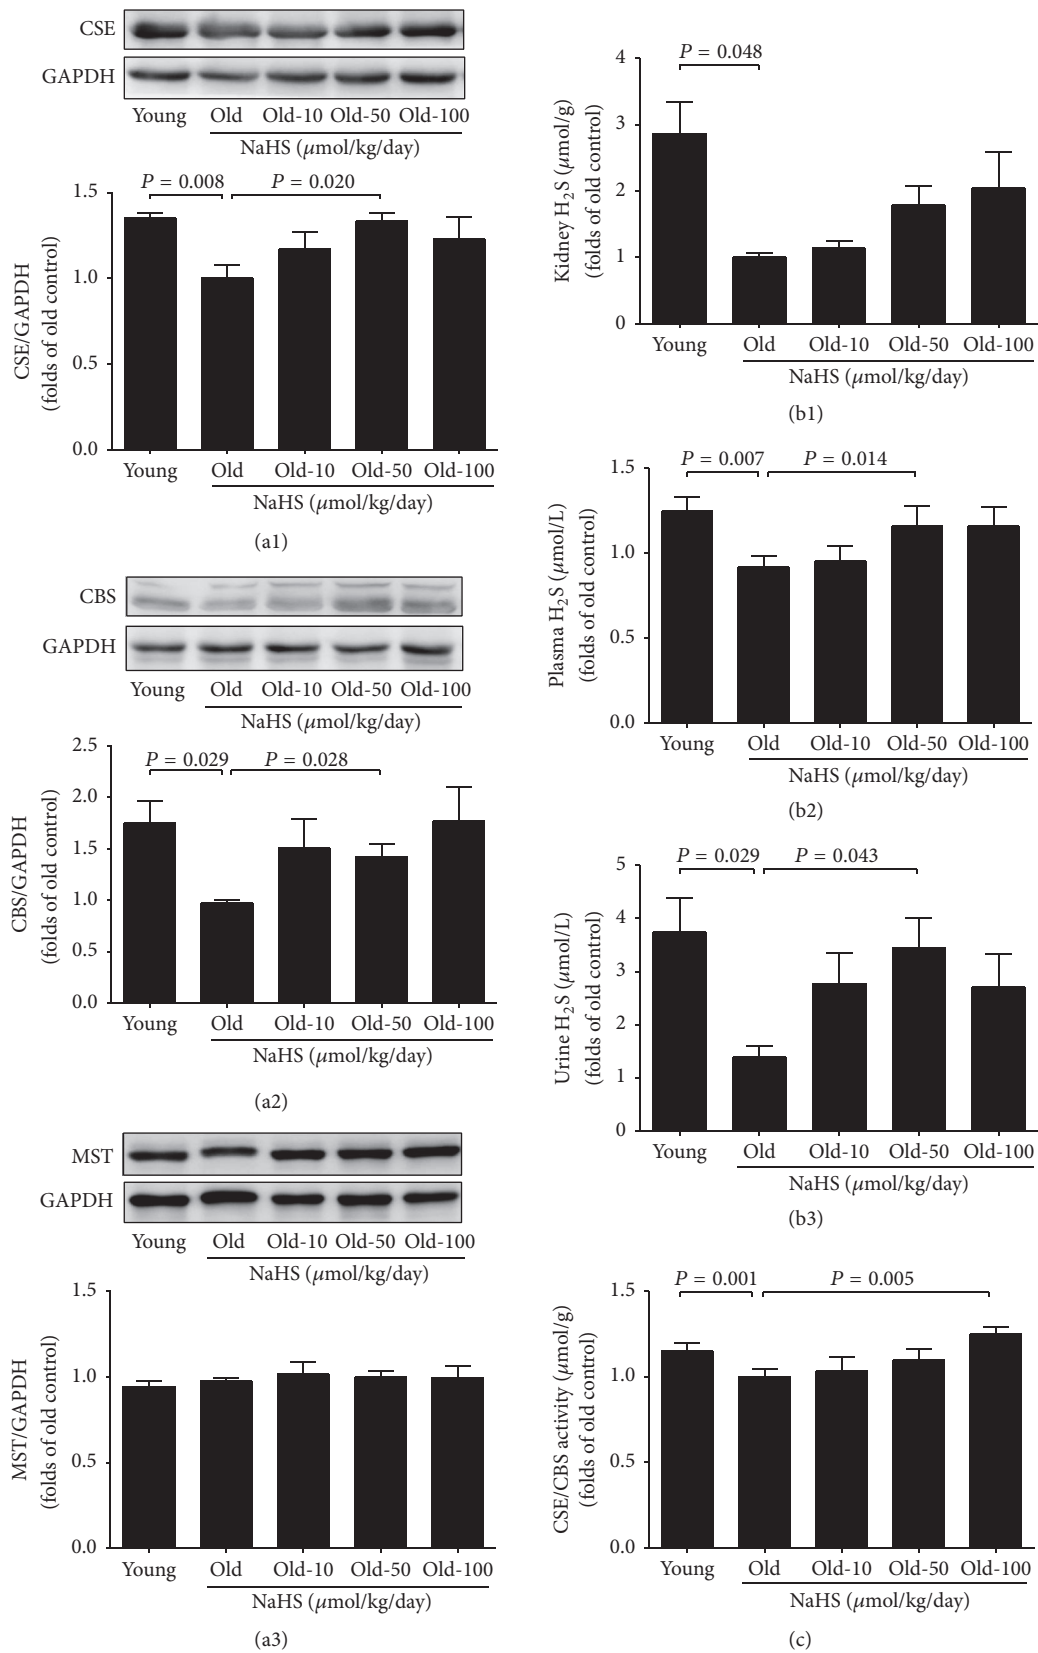 CSE
GAPDH
Young Old Old-10 Old-50 Old-100
NaHS (μmol/kg/day)
P = 0.008 P = 0.020
1.5
1.0
0.5
0.0
CSE/GAPDH
(folds of old control)
Young Old Old-10 Old-50 Old-100
NaHS (μmol/kg/day)
(a1)
CBS
GAPDH
Young Old Old-10 Old-50 Old-100
NaHS (μmol/kg/day)
P = 0.029 P = 0.028
2.5
2.0
1.5
1.0
0.5
0.0
CBS/GAPDH
(folds of old control)
Young Old Old-10 Old-50 Old-100
NaHS (μmol/kg/day)
(a2)
MST
GAPDH
Young Old Old-10 Old-50 Old-100
NaHS (μmol/kg/day)
1.5
1.0
0.5
0.0
MST/GAPDH
(folds of old control)
Young Old Old-10 Old-50 Old-100
NaHS (μmol/kg/day)
(a3)
P = 0.048
4
3
2
1
0
Kidney H₂S (μmol/g)
(folds of old control)
Young Old Old-10 Old-50 Old-100
NaHS (μmol/kg/day)
(b1)
P = 0.007 P = 0.014
1.5
1.0
0.5
0.0
Plasma H₂S (μmol/L)
(folds of old control)
Young Old Old-10 Old-50 Old-100
NaHS (μmol/kg/day)
(b2)
P = 0.029 P = 0.043
5
4
3
2
1
0
Urine H₂S (μmol/L)
(folds of old control)
Young Old Old-10 Old-50 Old-100
NaHS (μmol/kg/day)
(b3)
P = 0.001 P = 0.005
1.5
1.0
0.5
0.0
CSE/CBS activity (μmol/g)
(folds of old control)
Young Old Old-10 Old-50 Old-100
NaHS (μmol/kg/day)
(c)